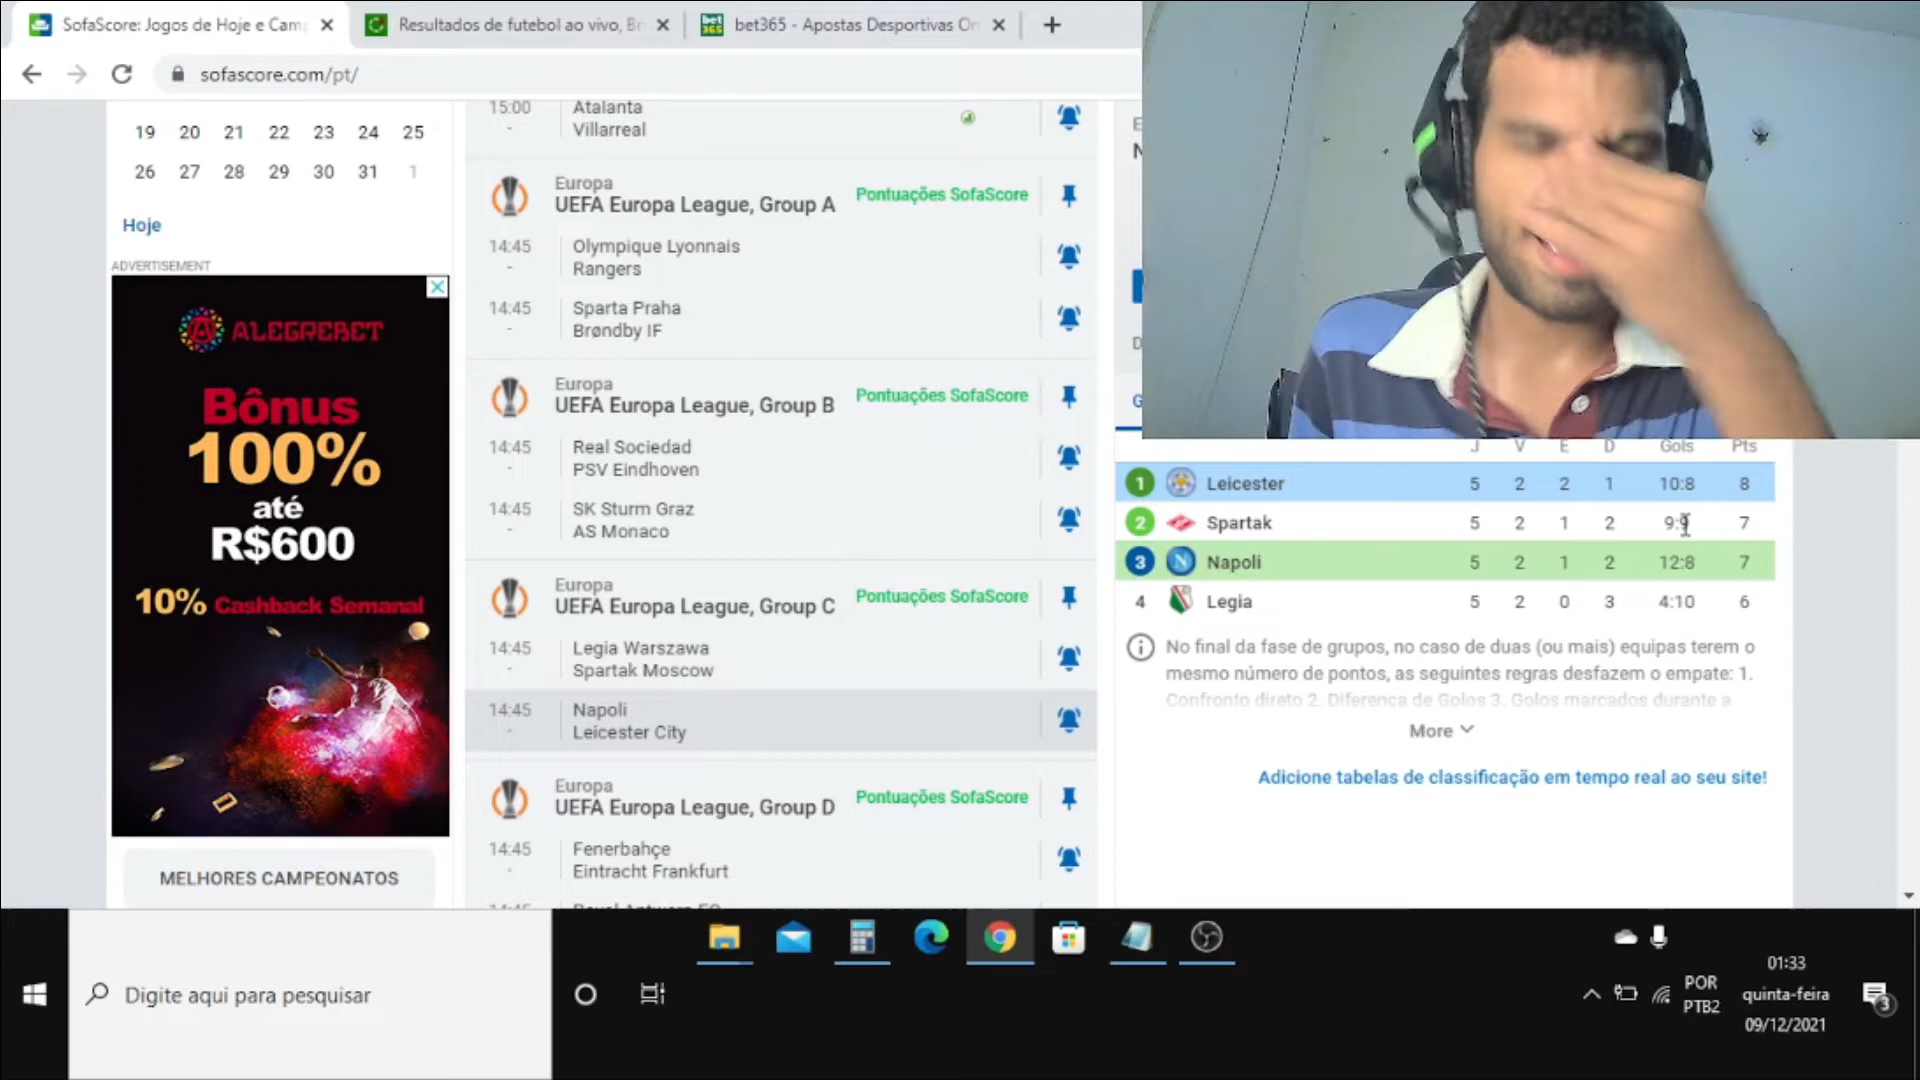 SofaScore: Jogos de Hoje e Cam
Resultados de futebol ao vivo, Br
bet365 - Apostas Desportivas On
sofascore.com/pt/
19 20 21 22 23 24 25
26 27 28 29 30 31 1
Hoje
ADVERTISEMENT
ALEGREBET
Bônus
100%
até
R$600
10% Cashback Semanal
MELHORES CAMPEONATOS
15:00 Atalanta
- Villarreal
Europa
UEFA Europa League, Group A
Pontuações SofaScore
14:45 Olympique Lyonnais
- Rangers
14:45 Sparta Praha
- Brøndby IF
Europa
UEFA Europa League, Group B
Pontuações SofaScore
14:45 Real Sociedad
- PSV Eindhoven
14:45 SK Sturm Graz
- AS Monaco
Europa
UEFA Europa League, Group C
Pontuações SofaScore
14:45 Legia Warszawa
- Spartak Moscow
14:45 Napoli
- Leicester City
Europa
UEFA Europa League, Group D
Pontuações SofaScore
14:45 Fenerbahçe
- Eintracht Frankfurt
J V E D Gols Pts
1 Leicester 5 2 2 1 10:8 8
2 Spartak 5 2 1 2 9:9 7
3 Napoli 5 2 1 2 12:8 7
4 Legia 5 2 0 3 4:10 6
No final da fase de grupos, no caso de duas (ou mais) equipas terem o
mesmo número de pontos, as seguintes regras desfazem o empate: 1.
Confronto direto 2. Diferença de Golos 3. Golos marcados durante a
More
Adicione tabelas de classificação em tempo real ao seu site!
Digite aqui para pesquisar
POR
PTB2
01:33
quinta-feira
09/12/2021
3